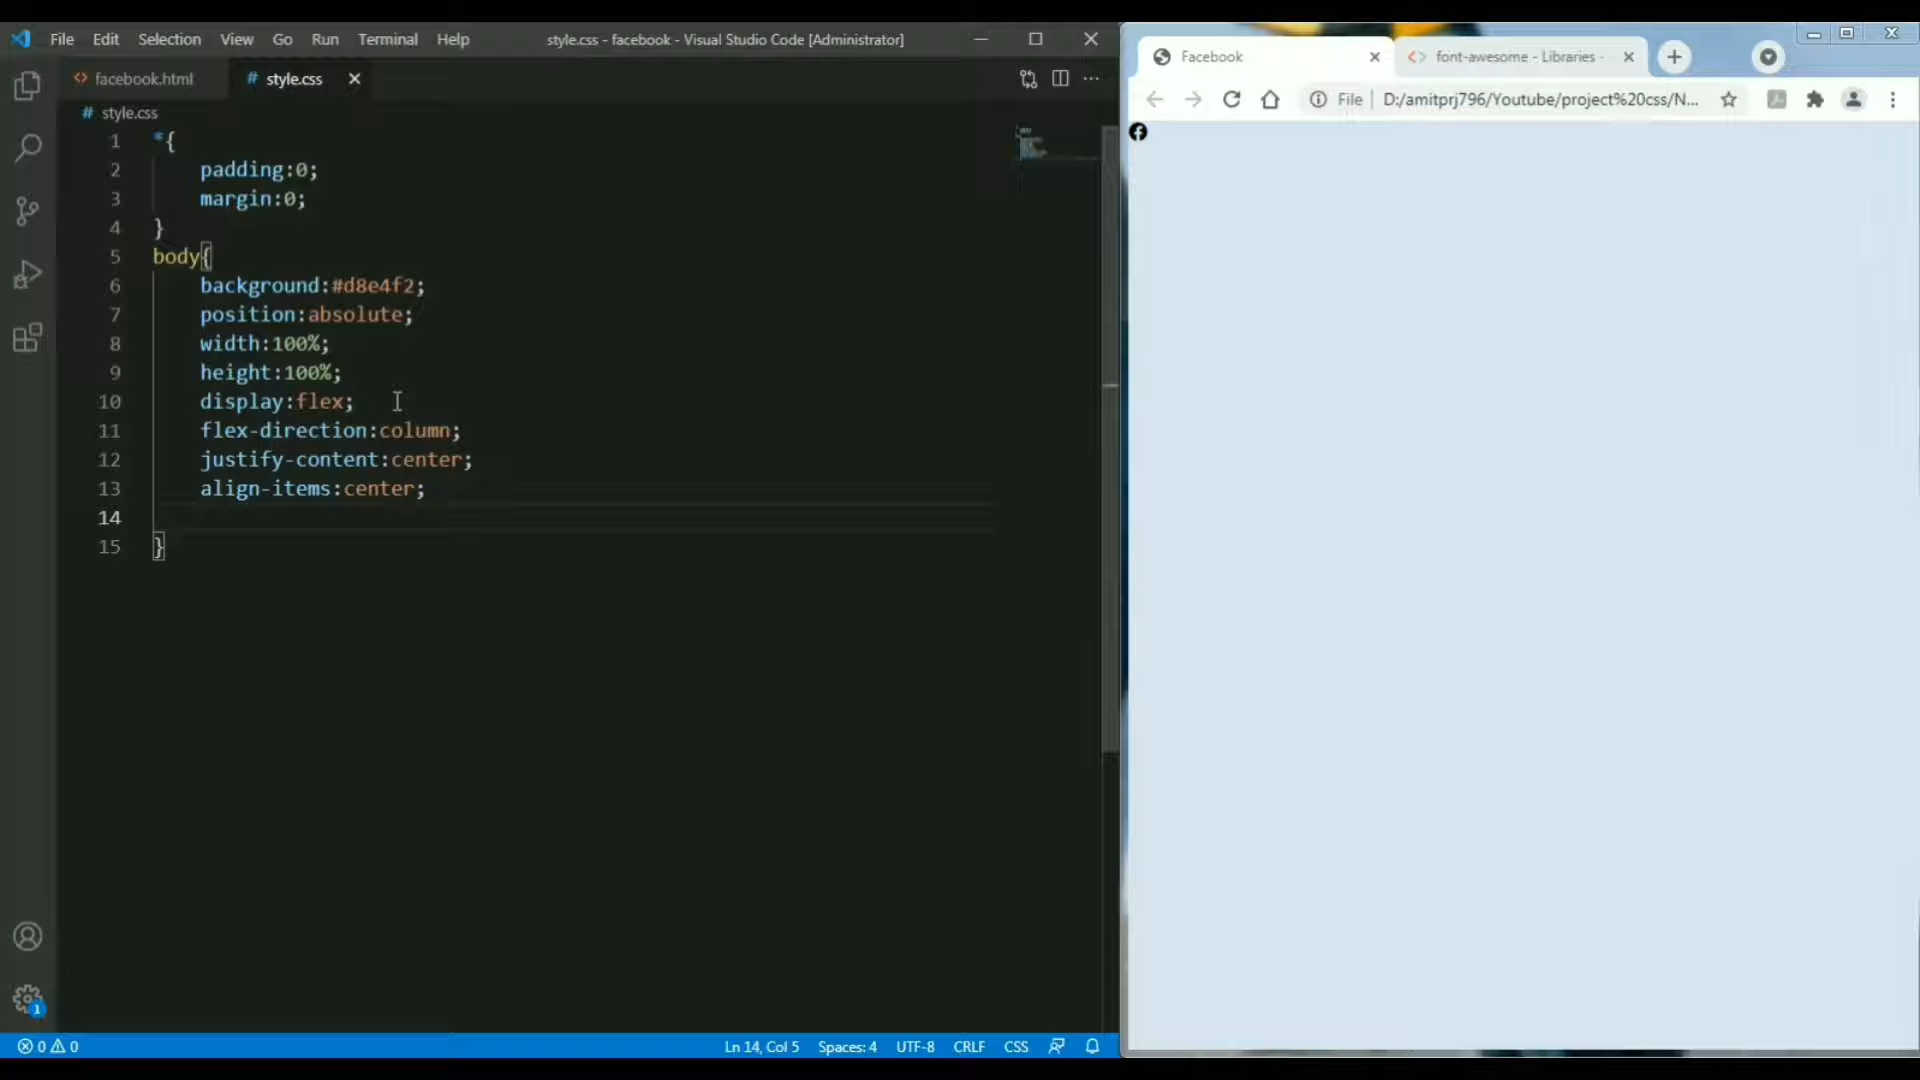 File Edit Selection View Go Run Terminal Help style.css - facebook - Visual Studio Code [Administrator]
facebook.html # style.css
# style.css
1 *{
2 padding:0;
3 margin:0;
4 }
5 body{
6 background:#d8e4f2;
7 position:absolute;
8 width:100%;
9 height:100%;
10 display:flex;
11 flex-direction:column;
12 justify-content:center;
13 align-items:center;
14
15 }
1
0 0 Ln 14, Col 5 Spaces: 4 UTF-8 CRLF CSS
Facebook font-awesome - Libraries -
File D:/amitprj796/Youtube/project%20css/N...